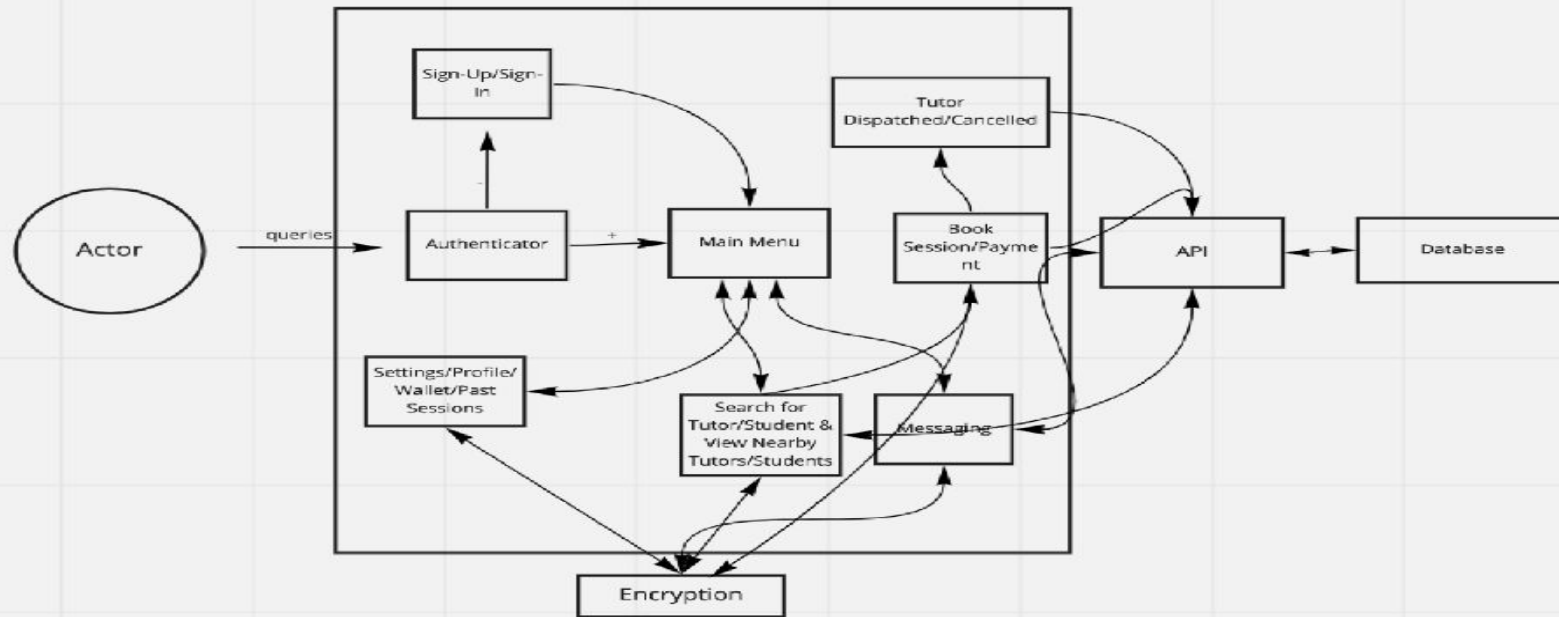 Sign-Up/Sign-
In
Tutor
Dispatched/Cancelled
-
Actor
queries
Authenticator
+
Main Menu
Book
Session/Payme
nt
API
Database
Settings/Profile/
Wallet/Past
Sessions
Search for
Tutor/Student &
View Nearby
Tutors/Students
Messaging
Encryption